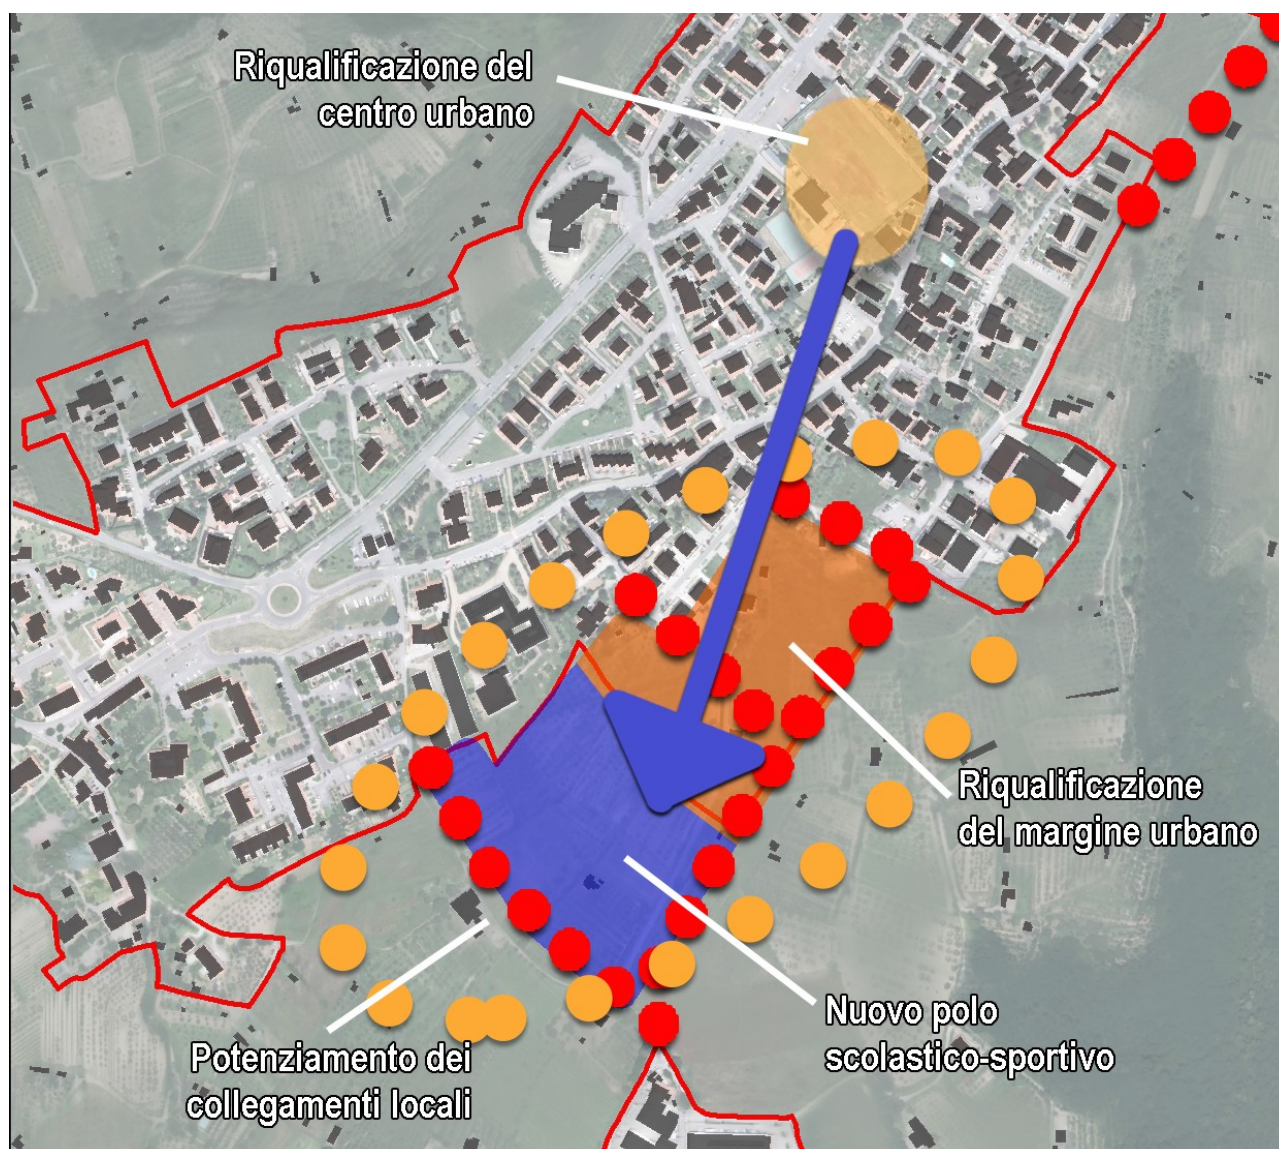 Riqualificazione del
centro urbano
Riqualificazione
del margine urbano
Nuovo polo
scolastico-sportivo
Potenziamento dei
collegamenti locali